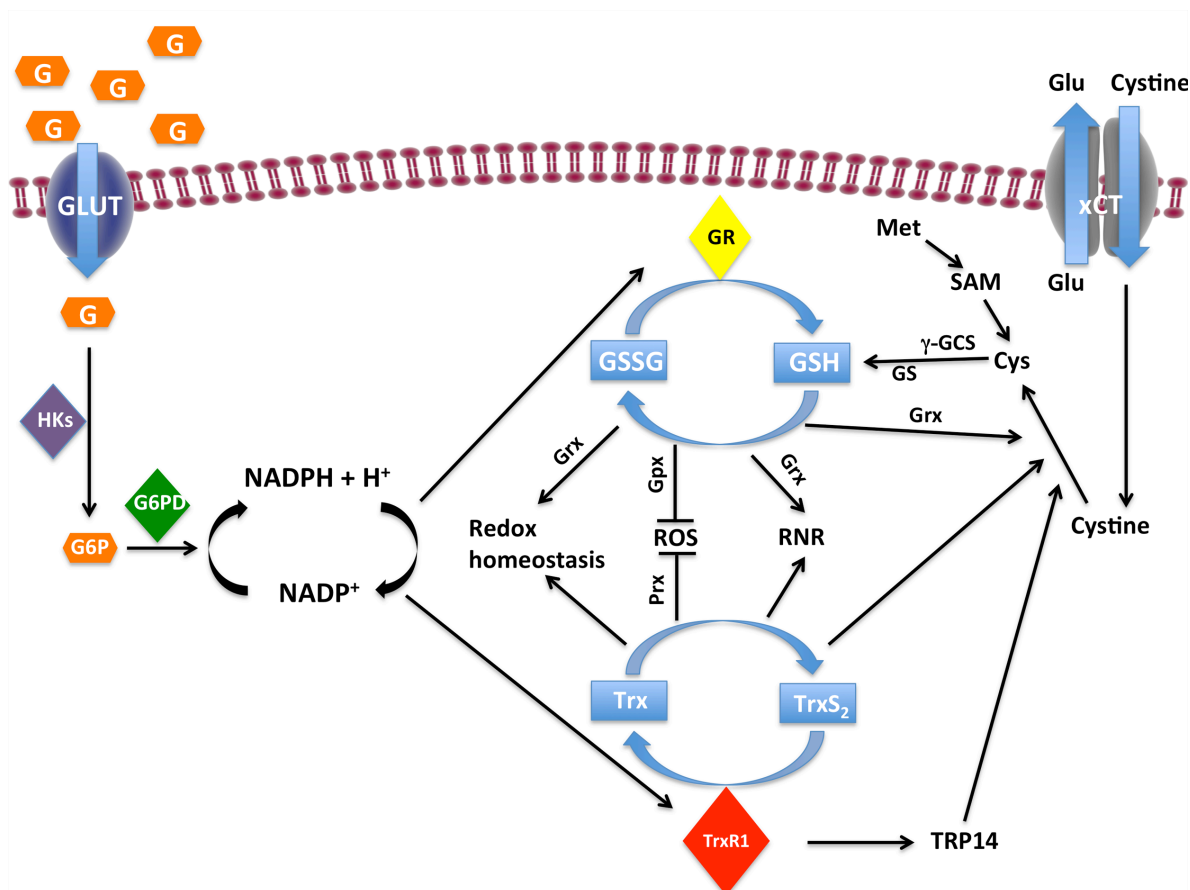 G
G
G
G
G
GLUT
G
HKs
G6P
G6PD
NADPH + H⁺
NADP⁺
GR
GSSG
GSH
γ-GCS
GS
Met
SAM
Cys
Glu
Cystine
xCT
Glu
Cystine
Grx
Grx
Gpx
Grx
Redox
homeostasis
ROS
RNR
Prx
Trx
TrxS₂
TrxR1
TRP14